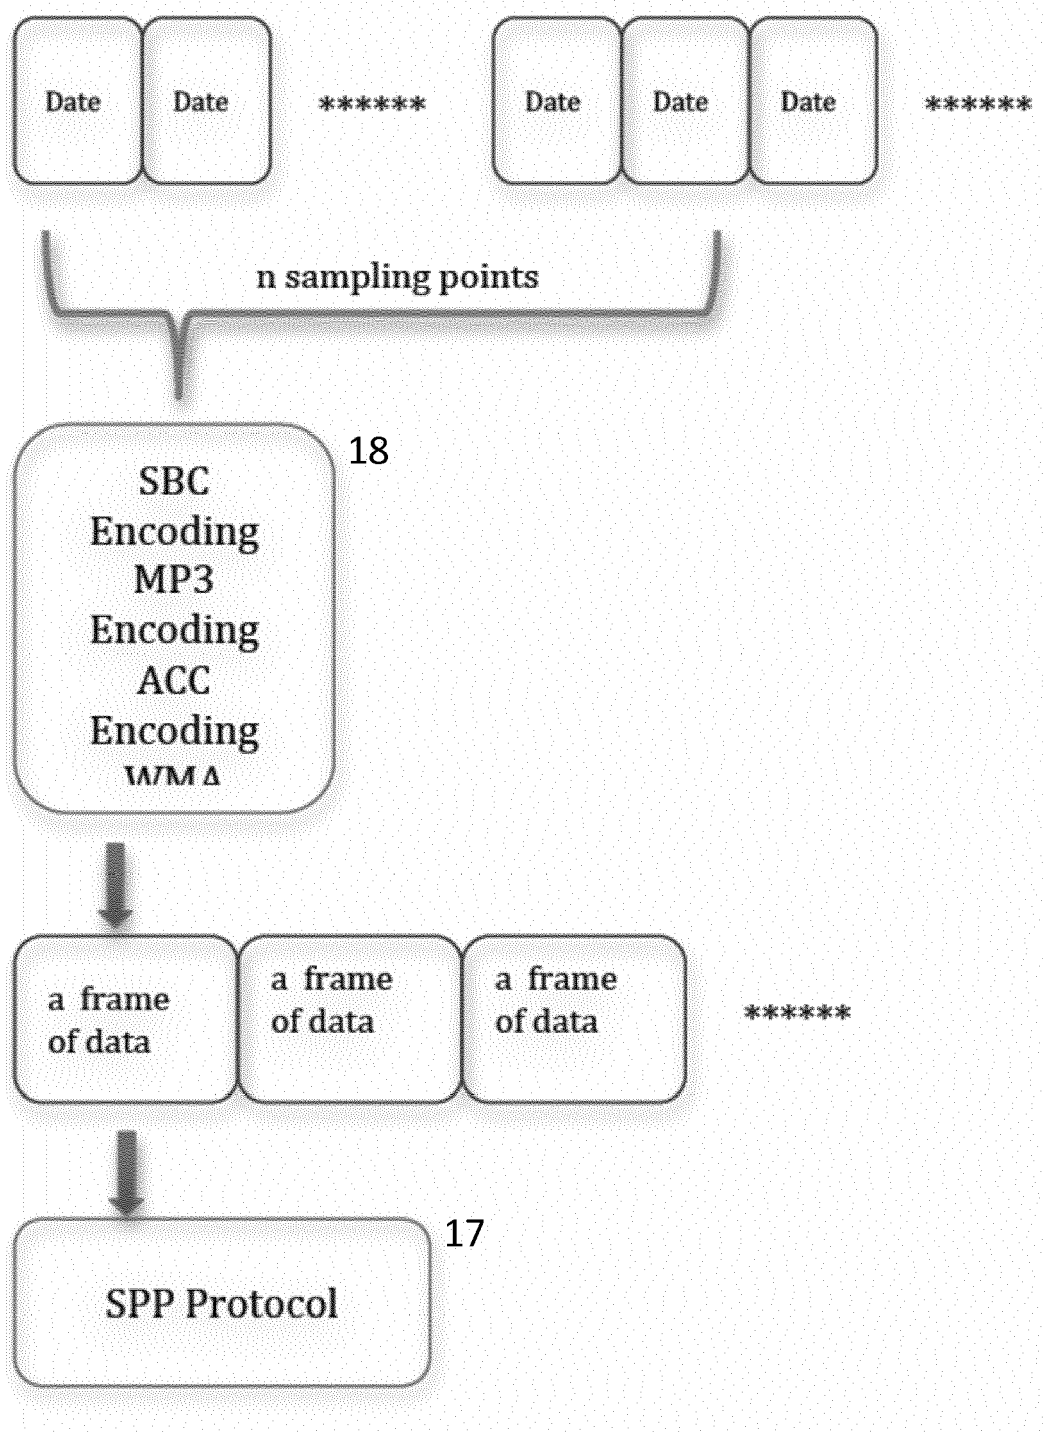 Date Date ****** Date Date Date ******
n sampling points
18
SBC
Encoding
MP3
Encoding
ACC
Encoding
WMA
a frame
of data
a frame
of data
a frame
of data
******
17
SPP Protocol